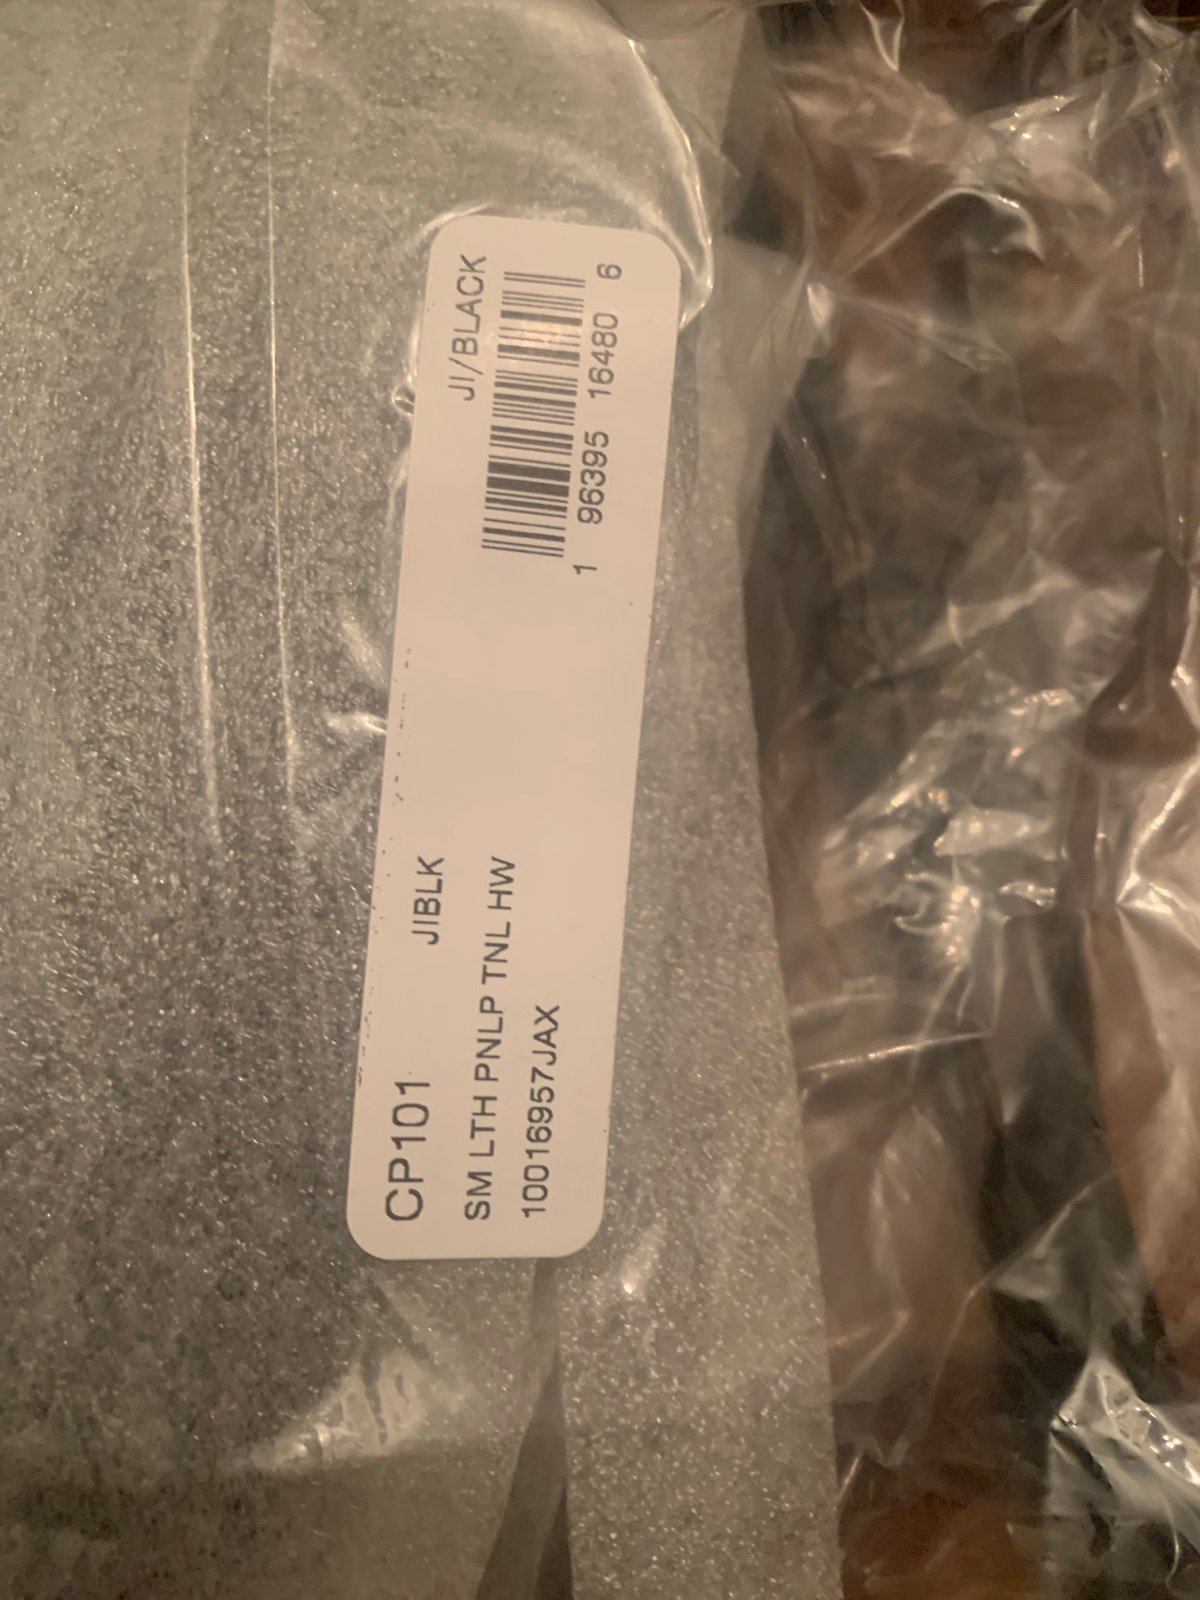 CP101 JIBLK JI/BLACK
SM LTH PNLP TNL HW
10016957JAX
1 96395 16480 6